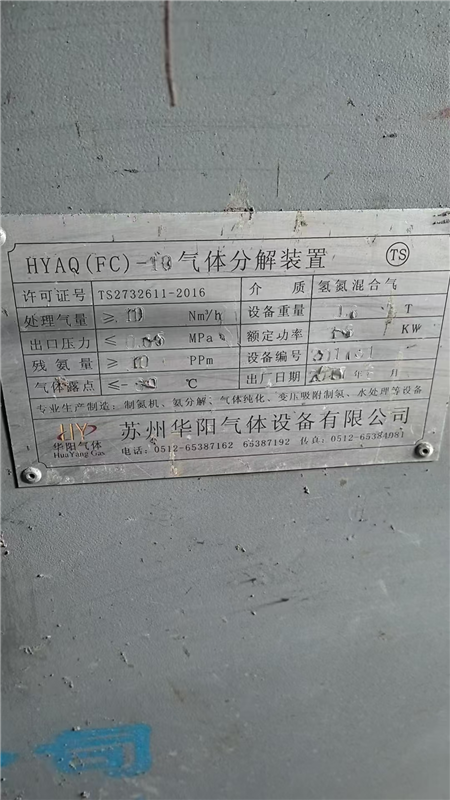 HYAQ(FC)-10气体分解装置 TS
许可证号 TS2732611-2016 介 质 氢氮混合气
处理气量 ≥ 10 Nm³/h 设备重量 T
出口压力 ≤ MPa 额定功率 KW
残氨量 ≥ 10 PPm 设备编号
气体露点 ≤- ℃ 出厂日期 年 月
专业生产制造：制氮机、氨分解、气体纯化、变压吸附制氧、水处理等设备
HY 苏州华阳气体设备有限公司
华阳气体 电话：0512-65387162 65387192 传真：0512-65384081
HuaYang Gas
司